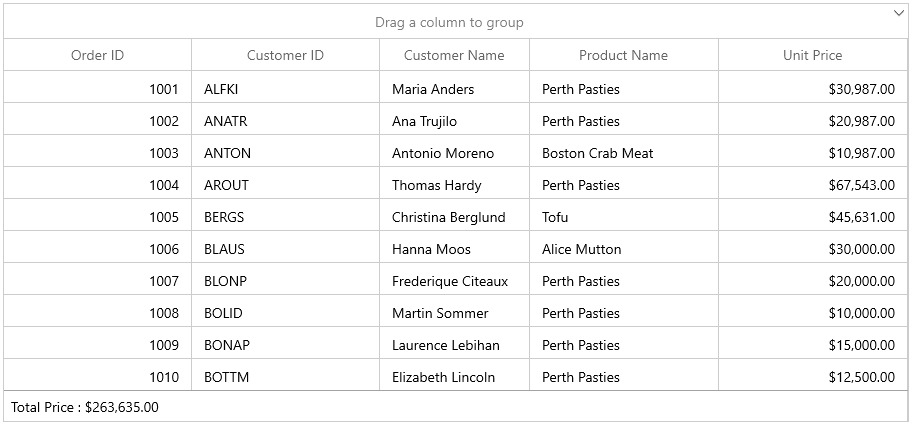 Drag a column to group
Order ID Customer ID Customer Name Product Name Unit Price
1001 ALFKI Maria Anders Perth Pasties $30,987.00
1002 ANATR Ana Trujilo Perth Pasties $20,987.00
1003 ANTON Antonio Moreno Boston Crab Meat $10,987.00
1004 AROUT Thomas Hardy Perth Pasties $67,543.00
1005 BERGS Christina Berglund Tofu $45,631.00
1006 BLAUS Hanna Moos Alice Mutton $30,000.00
1007 BLONP Frederique Citeaux Perth Pasties $20,000.00
1008 BOLID Martin Sommer Perth Pasties $10,000.00
1009 BONAP Laurence Lebihan Perth Pasties $15,000.00
1010 BOTTM Elizabeth Lincoln Perth Pasties $12,500.00
Total Price : $263,635.00